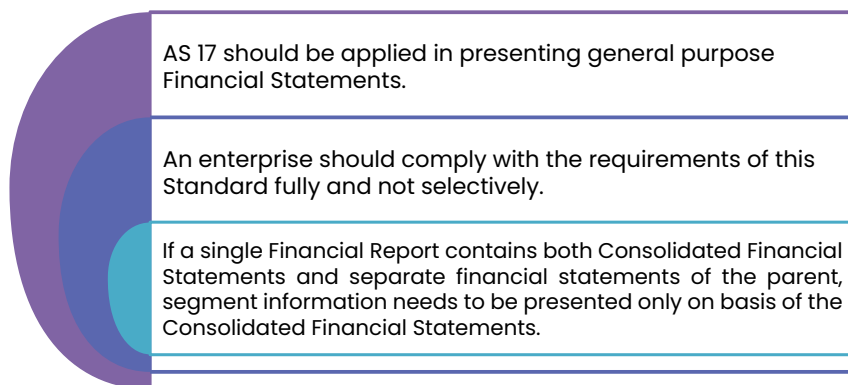 AS 17 should be applied in presenting general purpose
Financial Statements.
An enterprise should comply with the requirements of this
Standard fully and not selectively.
If a single Financial Report contains both Consolidated Financial
Statements and separate financial statements of the parent,
segment information needs to be presented only on basis of the
Consolidated Financial Statements.